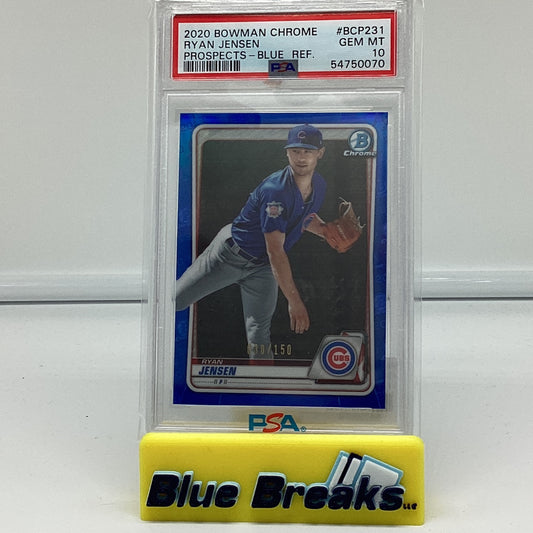 2020 BOWMAN CHROME #BCP231
RYAN JENSEN GEM MT
PROSPECTS - BLUE REF. 10
PSA 54750070
B
Chrome
C
/150
RYAN
JENSEN
P
CUBS
PSA®
Blue Breaks LLC